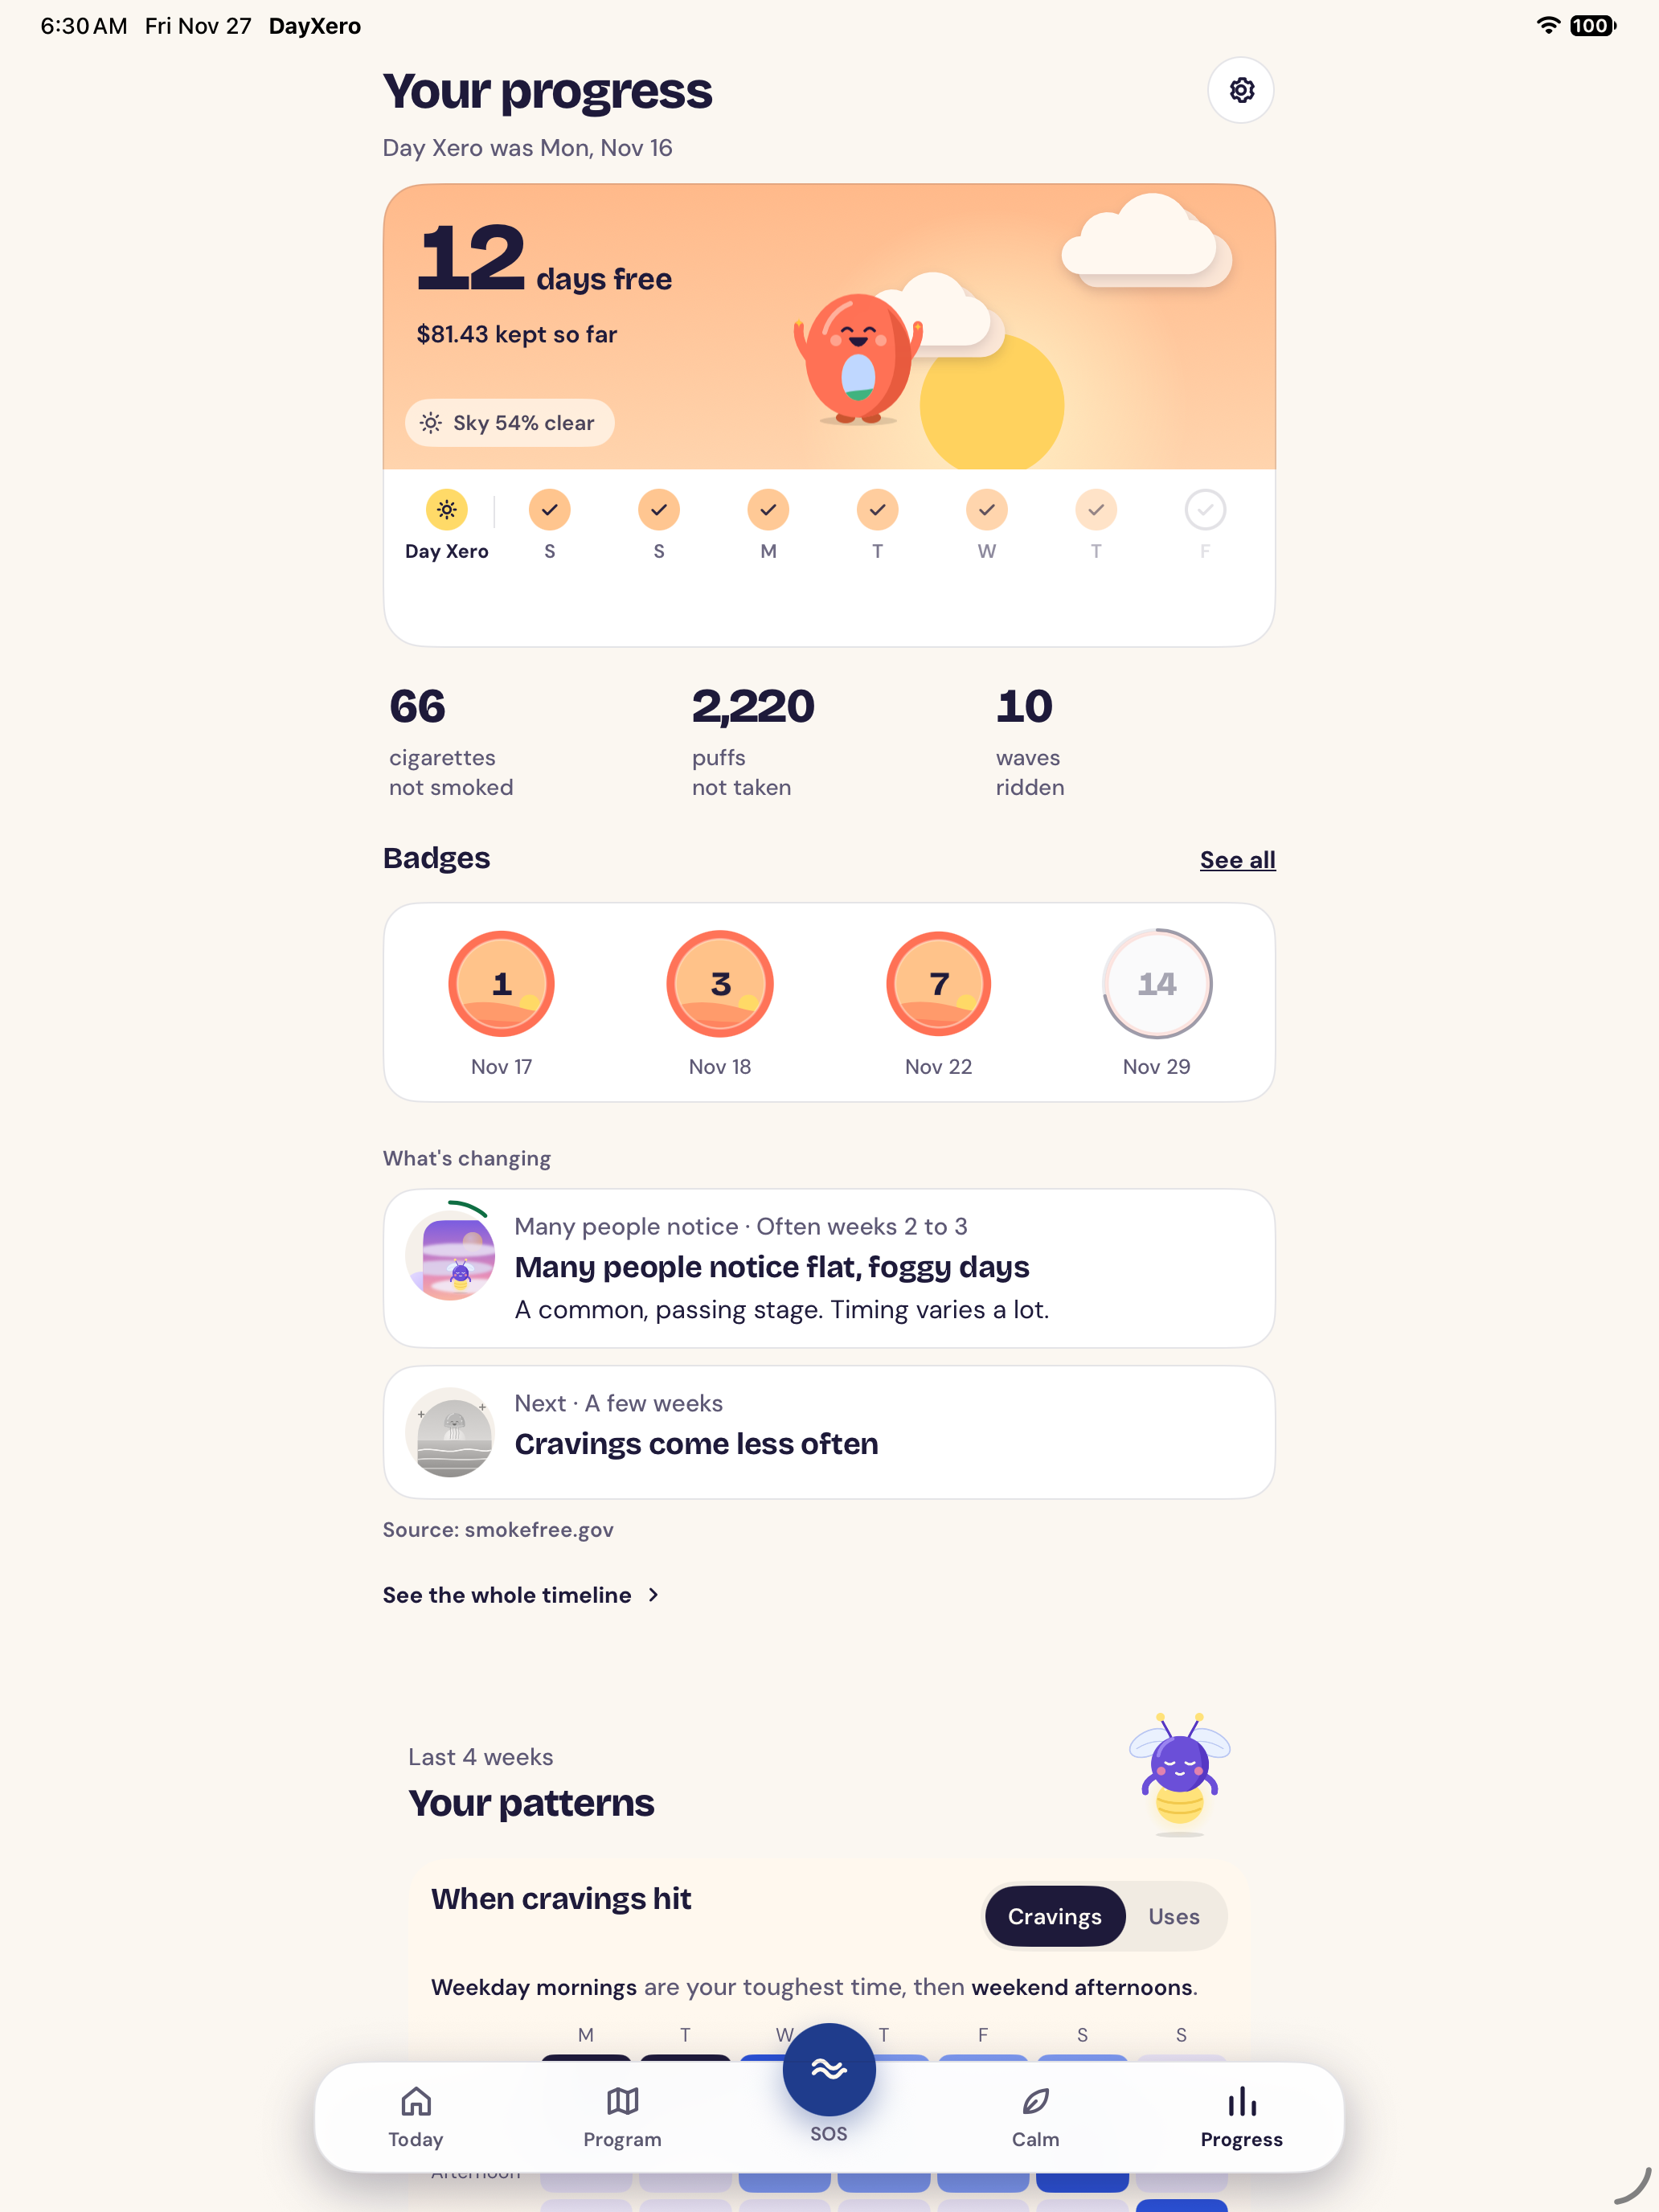 6:30 AM Fri Nov 27 DayXero
100
Your progress
Day Xero was Mon, Nov 16
12 days free
$81.43 kept so far
Sky 54% clear
Day Xero S S M T W T F
66 2,220 10
cigarettes puffs waves
not smoked not taken ridden
Badges See all
1 3 7 14
Nov 17 Nov 18 Nov 22 Nov 29
What's changing
Many people notice · Often weeks 2 to 3
Many people notice flat, foggy days
A common, passing stage. Timing varies a lot.
Next · A few weeks
Cravings come less often
Source: smokefree.gov
See the whole timeline
Last 4 weeks
Your patterns
When cravings hit Cravings Uses
Weekday mornings are your toughest time, then weekend afternoons.
M T W T F S S
Today Program SOS Calm Progress
Afternoon